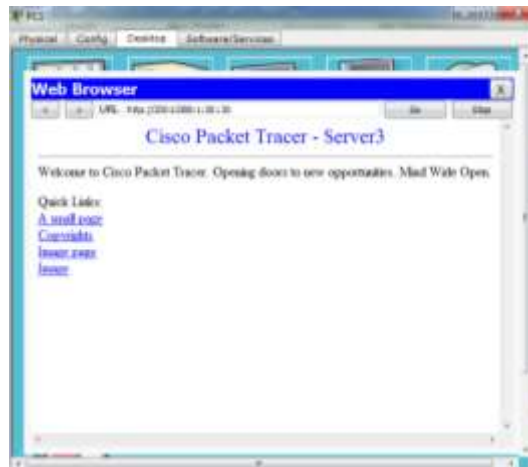 Physical Config Desktop Software/Services
Web Browser X
< > URL Go Stop
Cisco Packet Tracer - Server3
Welcome to Cisco Packet Tracer. Opening doors to new opportunities. Mind Wide Open.
Quick Links:
A small page
Copyrights
Image page
Image